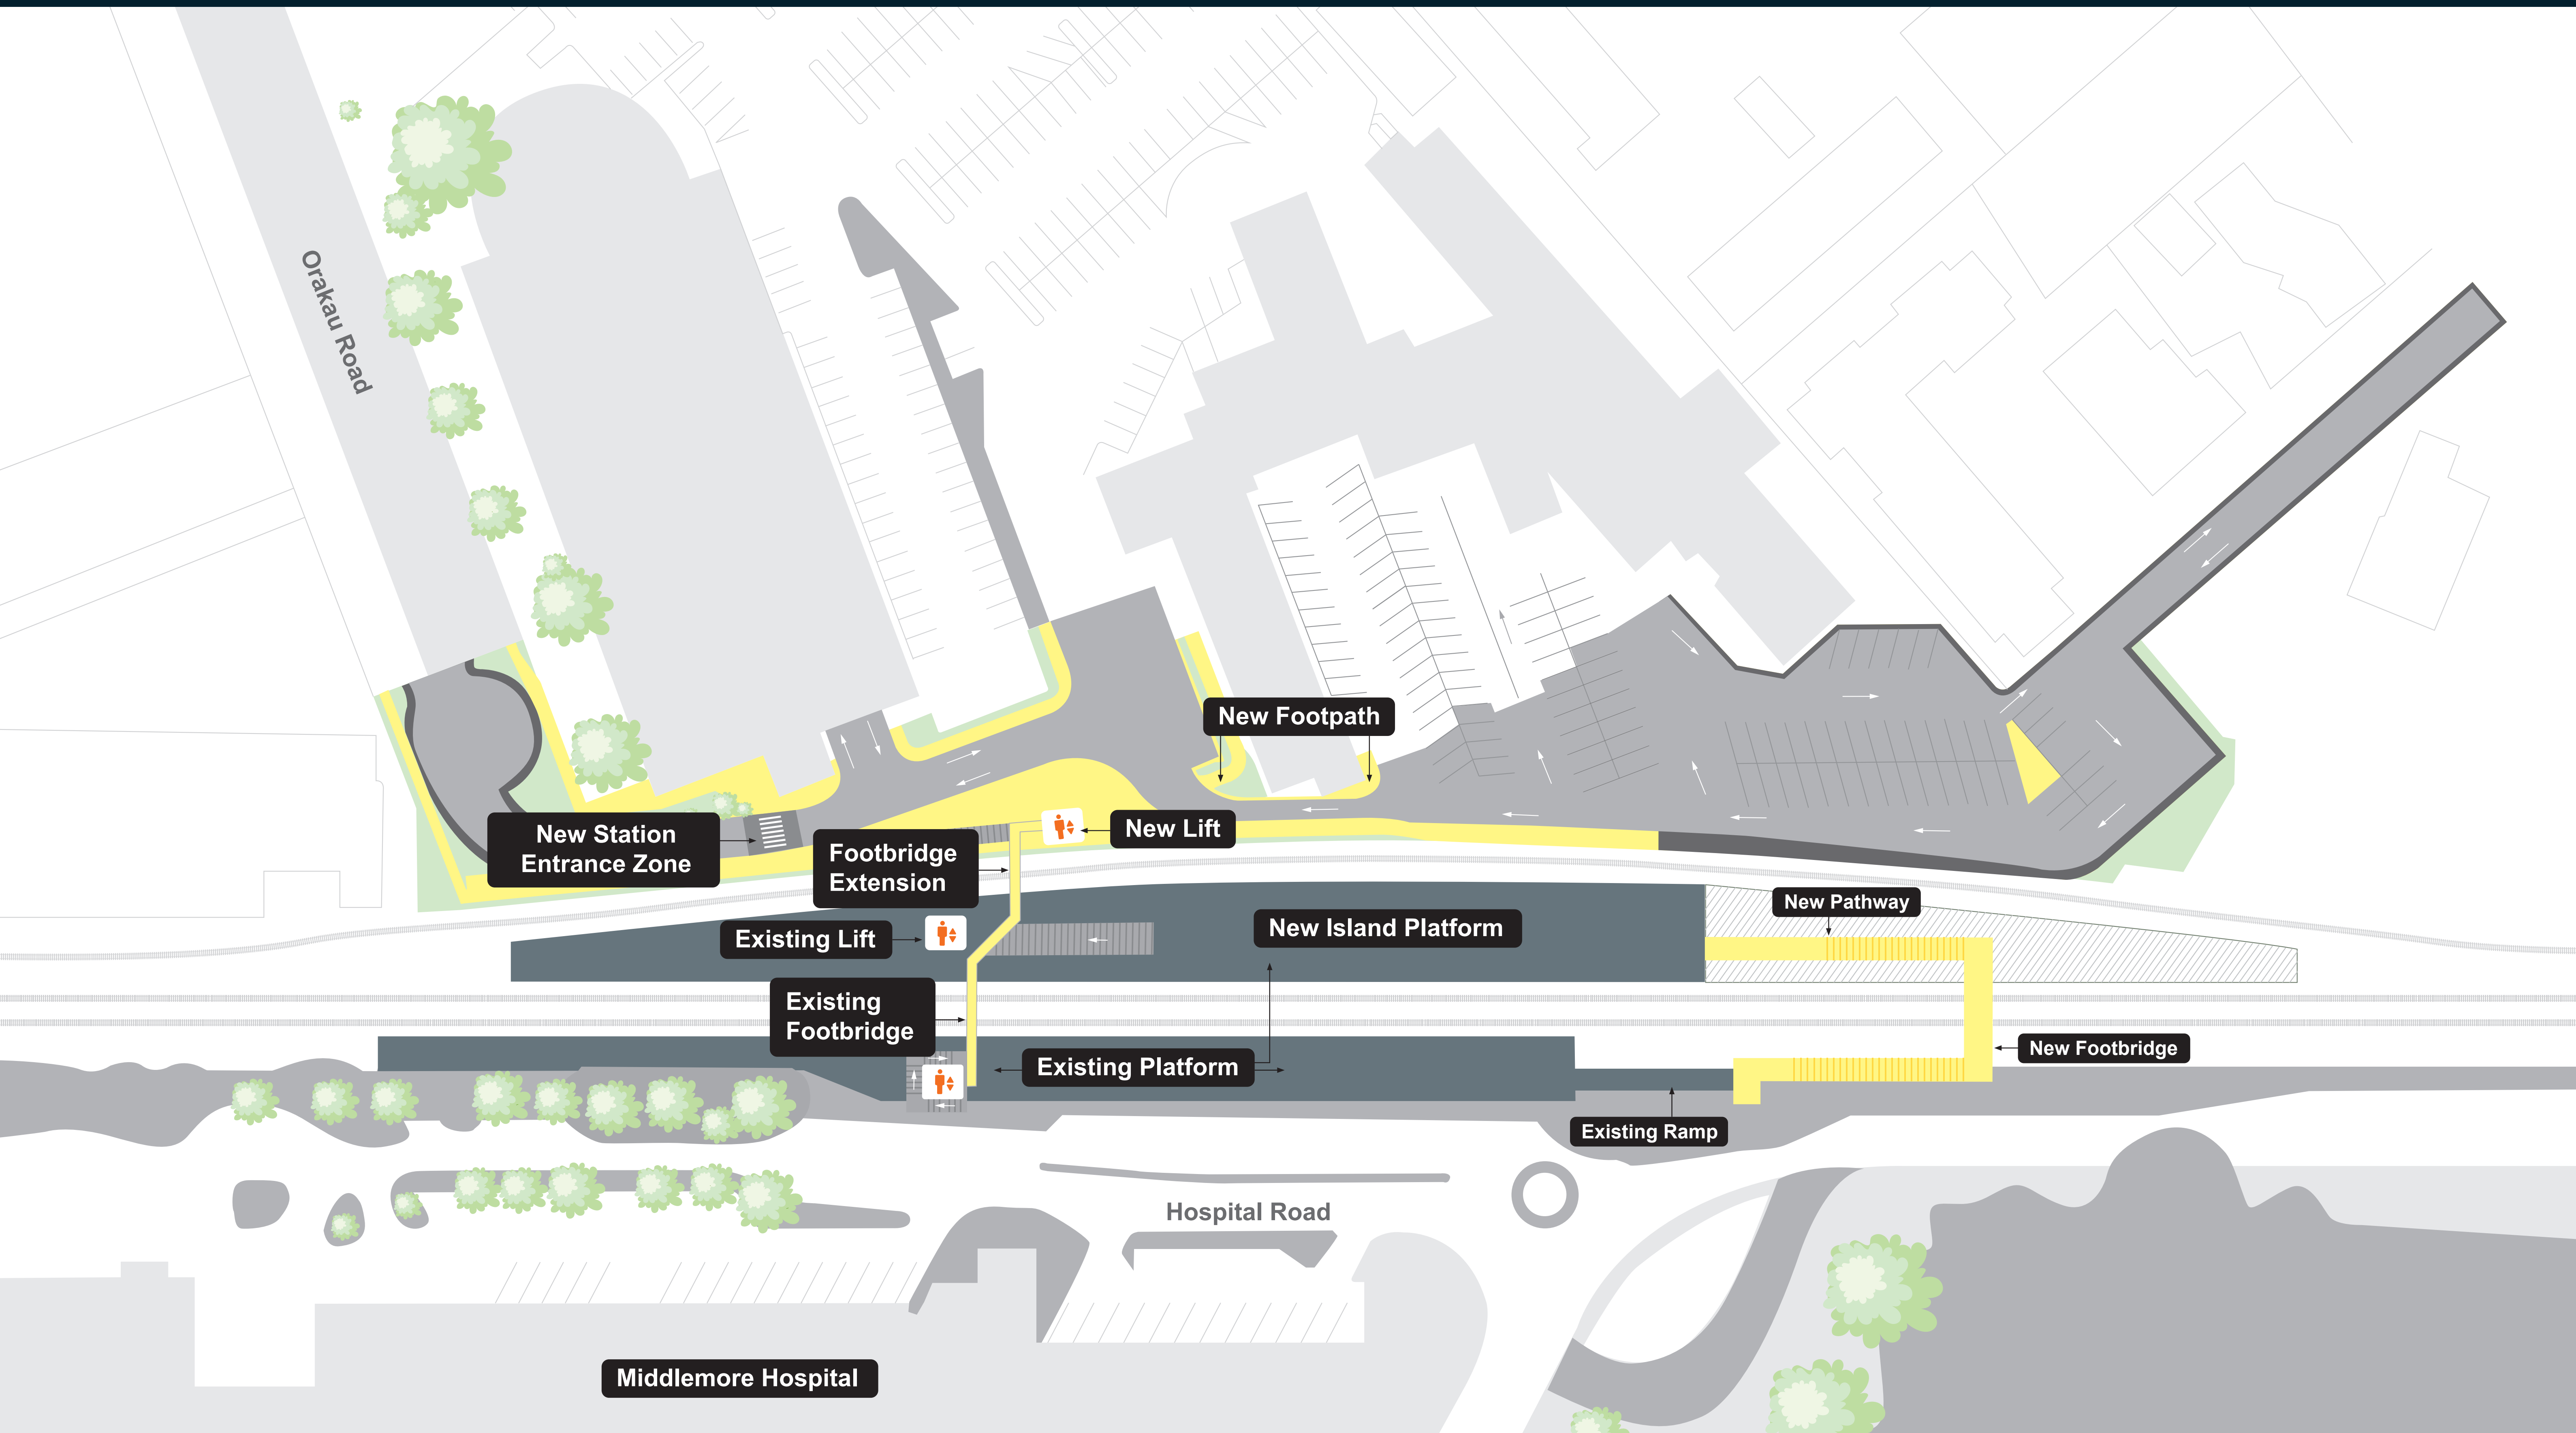 Orakau Road
New Footpath
New Station
Entrance Zone
Footbridge
Extension
New Lift
New Pathway
Existing Lift
New Island Platform
Existing
Footbridge
New Footbridge
Existing Platform
Existing Ramp
Hospital Road
Middlemore Hospital